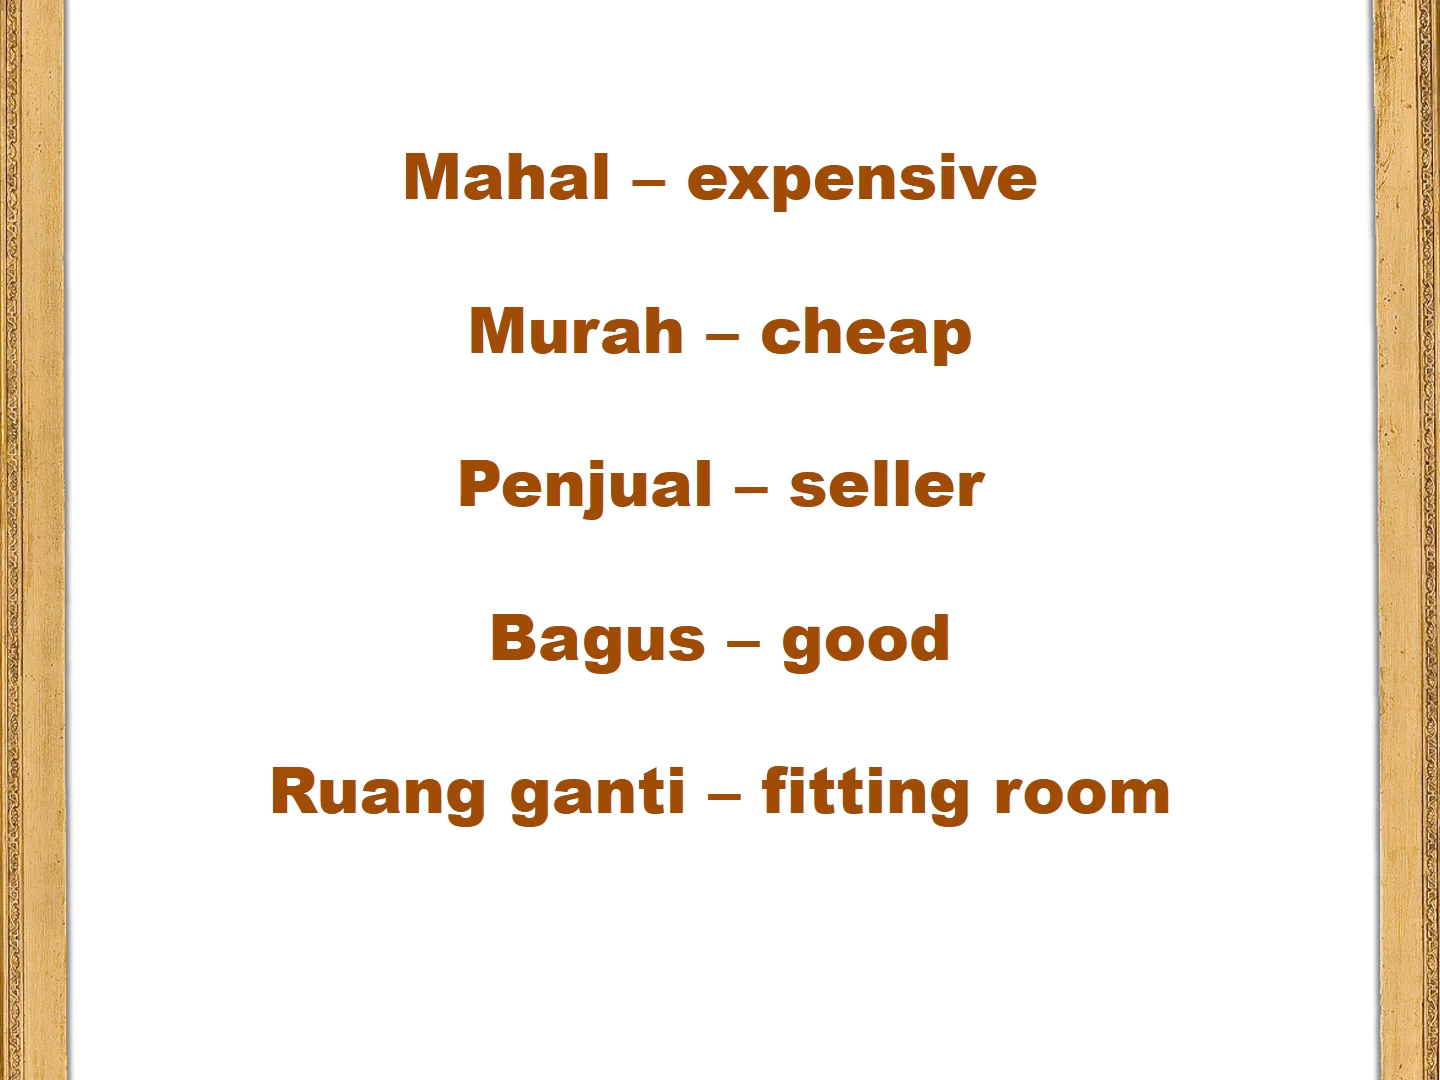 Mahal – expensive
Murah – cheap
Penjual – seller
Bagus – good
Ruang ganti – fitting room